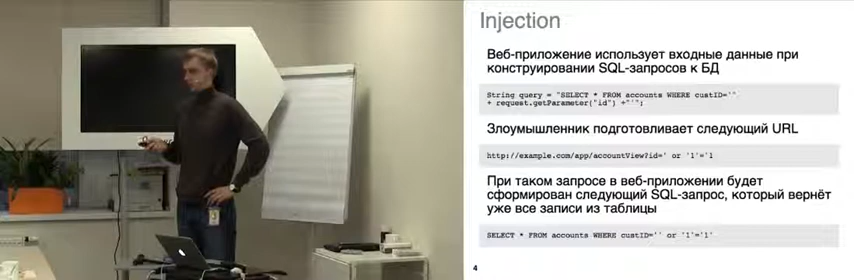 Injection
Веб-приложение использует входные данные при
конструировании SQL-запросов к БД
String query = "SELECT * FROM accounts WHERE custID='"
+ request.getParameter("id") +"'";
Злоумышленник подготовливает следующий URL
http://example.com/app/accountView?id=' or '1'='1
При таком запросе в веб-приложении будет
сформирован следующий SQL-запрос, который вернёт
уже все записи из таблицы
SELECT * FROM accounts WHERE custID='' or '1'='1'
4